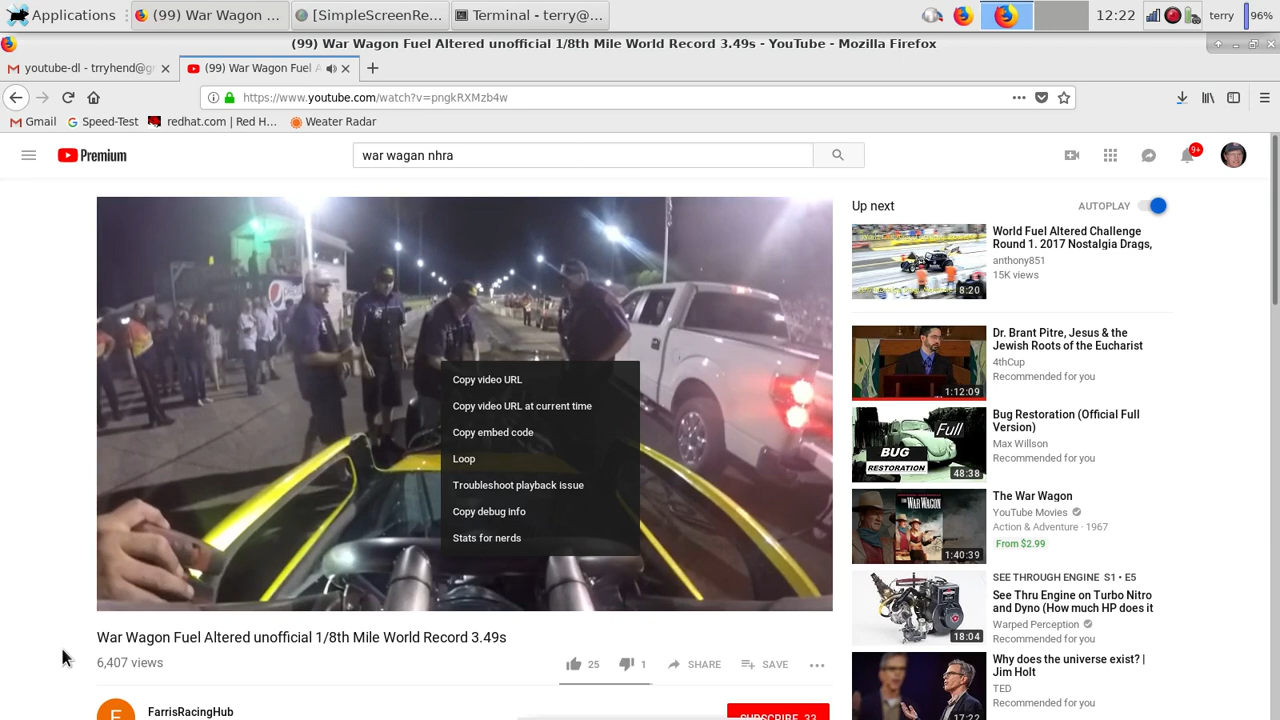 Applications
(99) War Wagon ...
[SimpleScreenRe...
Terminal - terry@...
12:22
terry
96%
(99) War Wagon Fuel Altered unofficial 1/8th Mile World Record 3.49s - YouTube - Mozilla Firefox
youtube-dl - trryhend@g
(99) War Wagon Fuel A
https://www.youtube.com/watch?v=pngkRXMzb4w
Gmail
Speed-Test
redhat.com | Red H...
Weater Radar
Premium
war wagan nhra
9+
Up next
AUTOPLAY
World Fuel Altered Challenge
Round 1. 2017 Nostalgia Drags,
anthony851
15K views
8:20
Dr. Brant Pitre, Jesus & the
Jewish Roots of the Eucharist
4thCup
Recommended for you
1:12:09
Bug Restoration (Official Full
Version)
Max Willson
Recommended for you
Full
BUG
RESTORATION
48:38
The War Wagon
YouTube Movies
Action & Adventure · 1967
From $2.99
1:40:39
SEE THROUGH ENGINE S1 • E5
See Thru Engine on Turbo Nitro
and Dyno (How much HP does it
Warped Perception
Recommended for you
18:04
Why does the universe exist? |
Jim Holt
TED
Recommended for you
17:22
Copy video URL
Copy video URL at current time
Copy embed code
Loop
Troubleshoot playback issue
Copy debug info
Stats for nerds
War Wagon Fuel Altered unofficial 1/8th Mile World Record 3.49s
6,407 views
25
1
SHARE
SAVE
F
FarrisRacingHub
SUBSCRIBE 33